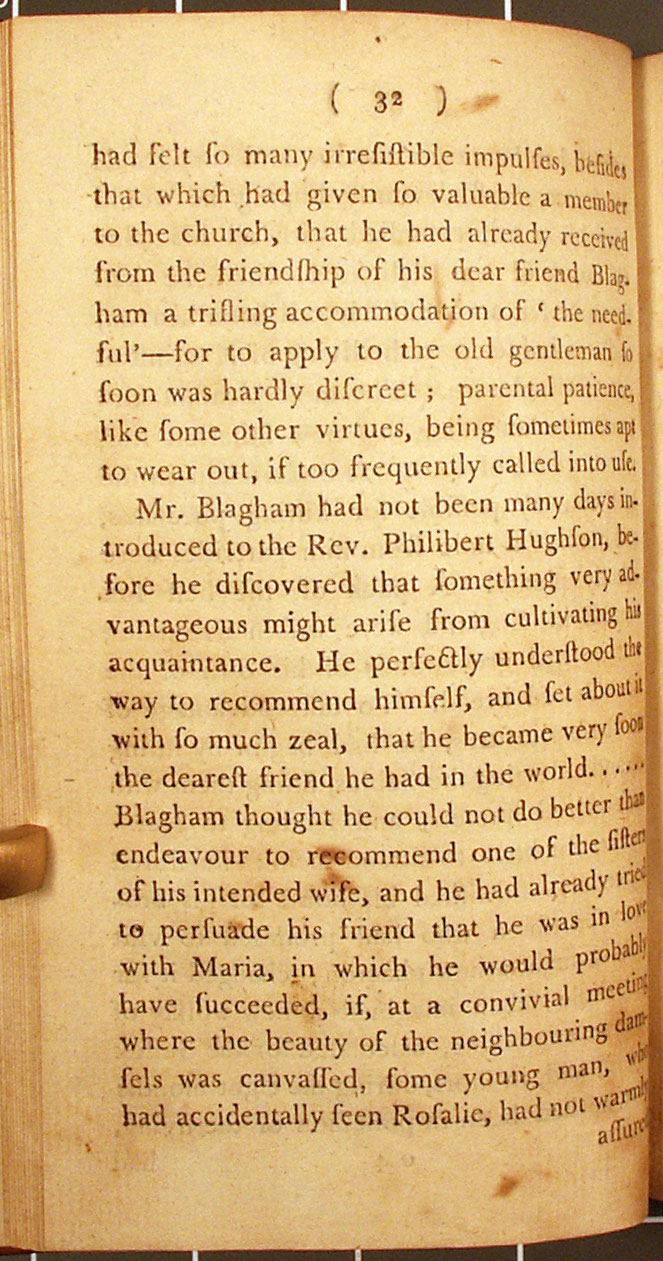 ( 32 )
had felt ſo many irreſiſtible impulſes, beſides
that which had given ſo valuable a member
to the church, that he had already received
from the friendſhip of his dear friend Blag-
ham a trifling accommodation of ‘ the need-
ful’—for to apply to the old gentleman ſo
ſoon was hardly diſcreet ; parental patience,
like ſome other virtues, being ſometimes apt
to wear out, if too frequently called into uſe.
Mr. Blagham had not been many days in-
troduced to the Rev. Philibert Hughſon, be-
fore he diſcovered that ſomething very ad-
vantageous might ariſe from cultivating his
acquaintance. He perfectly underſtood the
way to recommend himſelf, and ſet about it
with ſo much zeal, that he became very ſoon
the deareſt friend he had in the world......
Blagham thought he could not do better than
endeavour to recommend one of the ſiſters
of his intended wife, and he had already tried
to perſuade his friend that he was in love
with Maria, in which he would probably
have ſucceeded, if, at a convivial meeting
where the beauty of the neighbouring dam-
ſels was canvaſſed, ſome young man, who
had accidentally ſeen Roſalie, had not warmly
aſſured